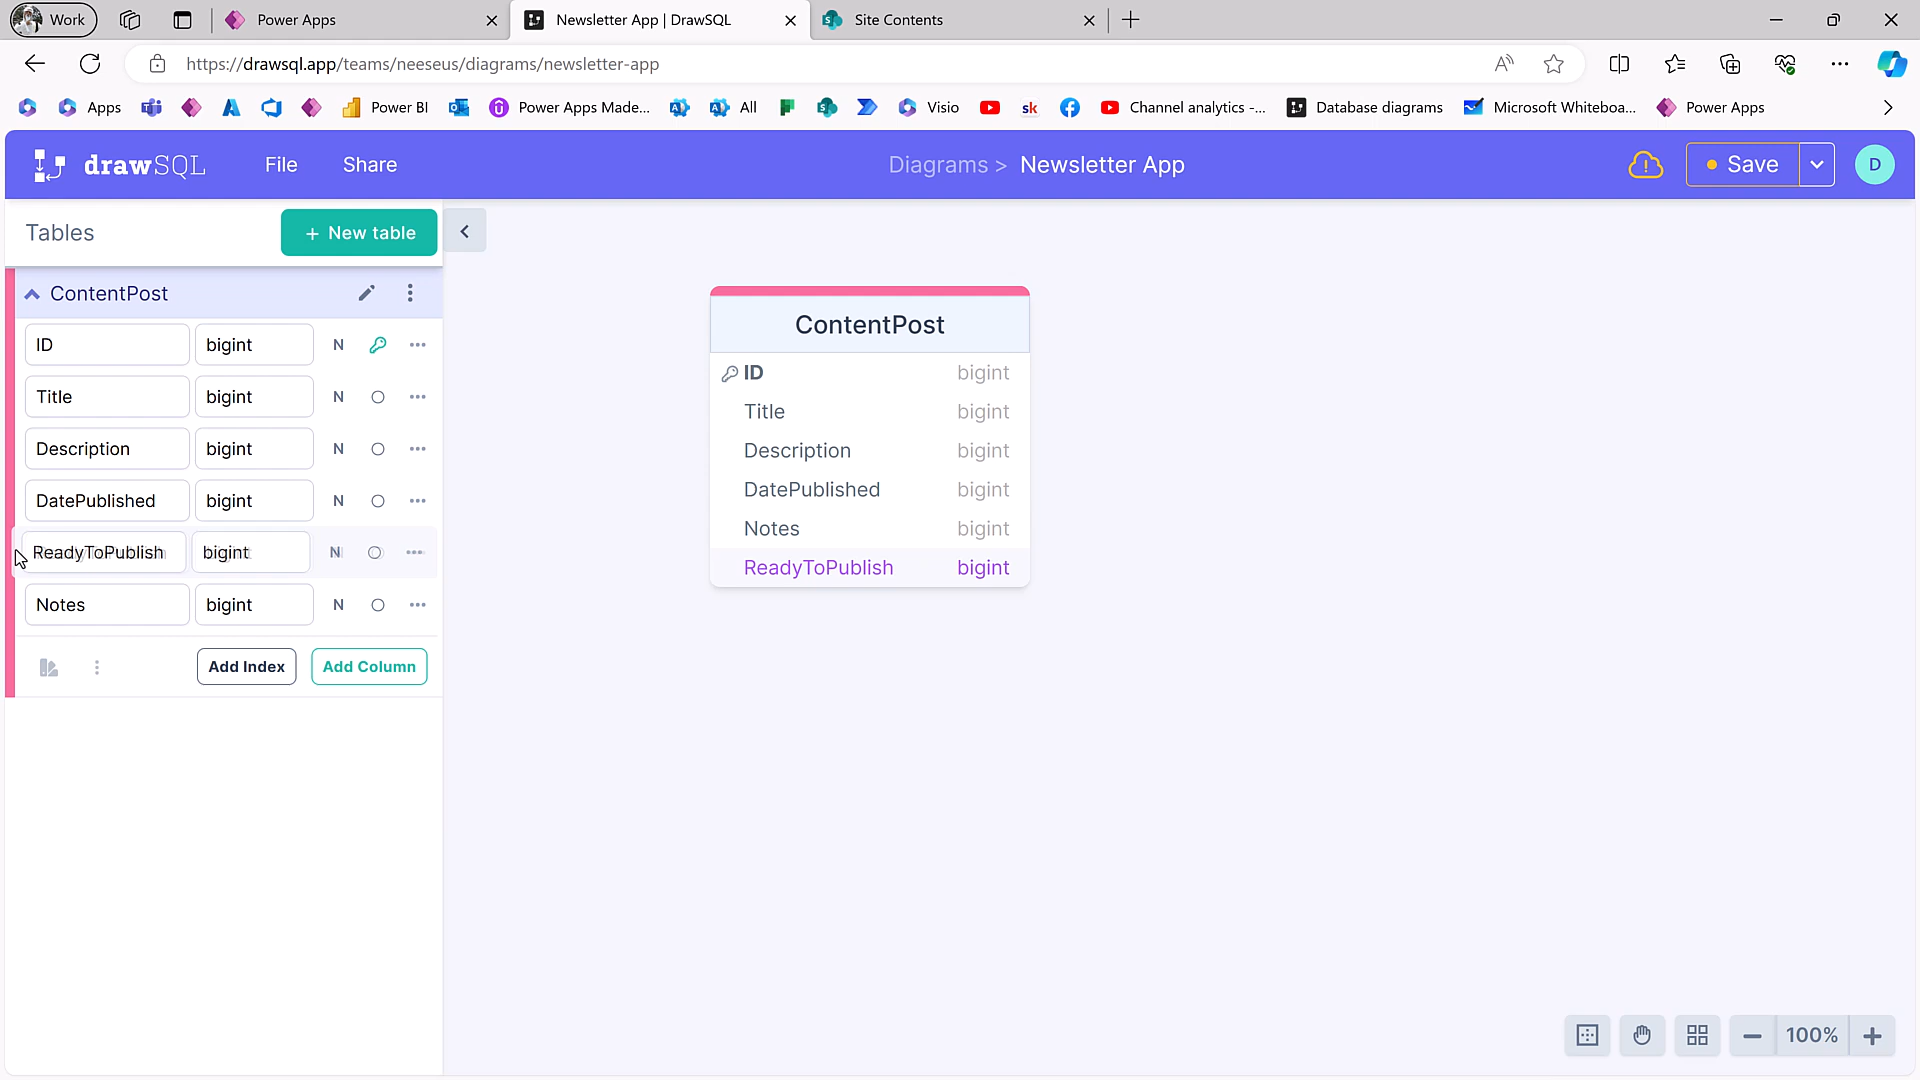 Work
Power Apps
Newsletter App | DrawSQL
Site Contents
https://drawsql.app/teams/neeseus/diagrams/newsletter-app
Apps
Power BI
Power Apps Made...
All
Visio
sk
Channel analytics -...
Database diagrams
Microsoft Whiteboa...
Power Apps
drawSQL
File
Share
Diagrams > Newsletter App
Save
D
Tables
+ New table
ContentPost
ID bigint N
Title bigint N
Description bigint N
DatePublished bigint N
ReadyToPublish bigint N
Notes bigint N
Add Index
Add Column
ContentPost
ID bigint
Title bigint
Description bigint
DatePublished bigint
Notes bigint
ReadyToPublish bigint
100%